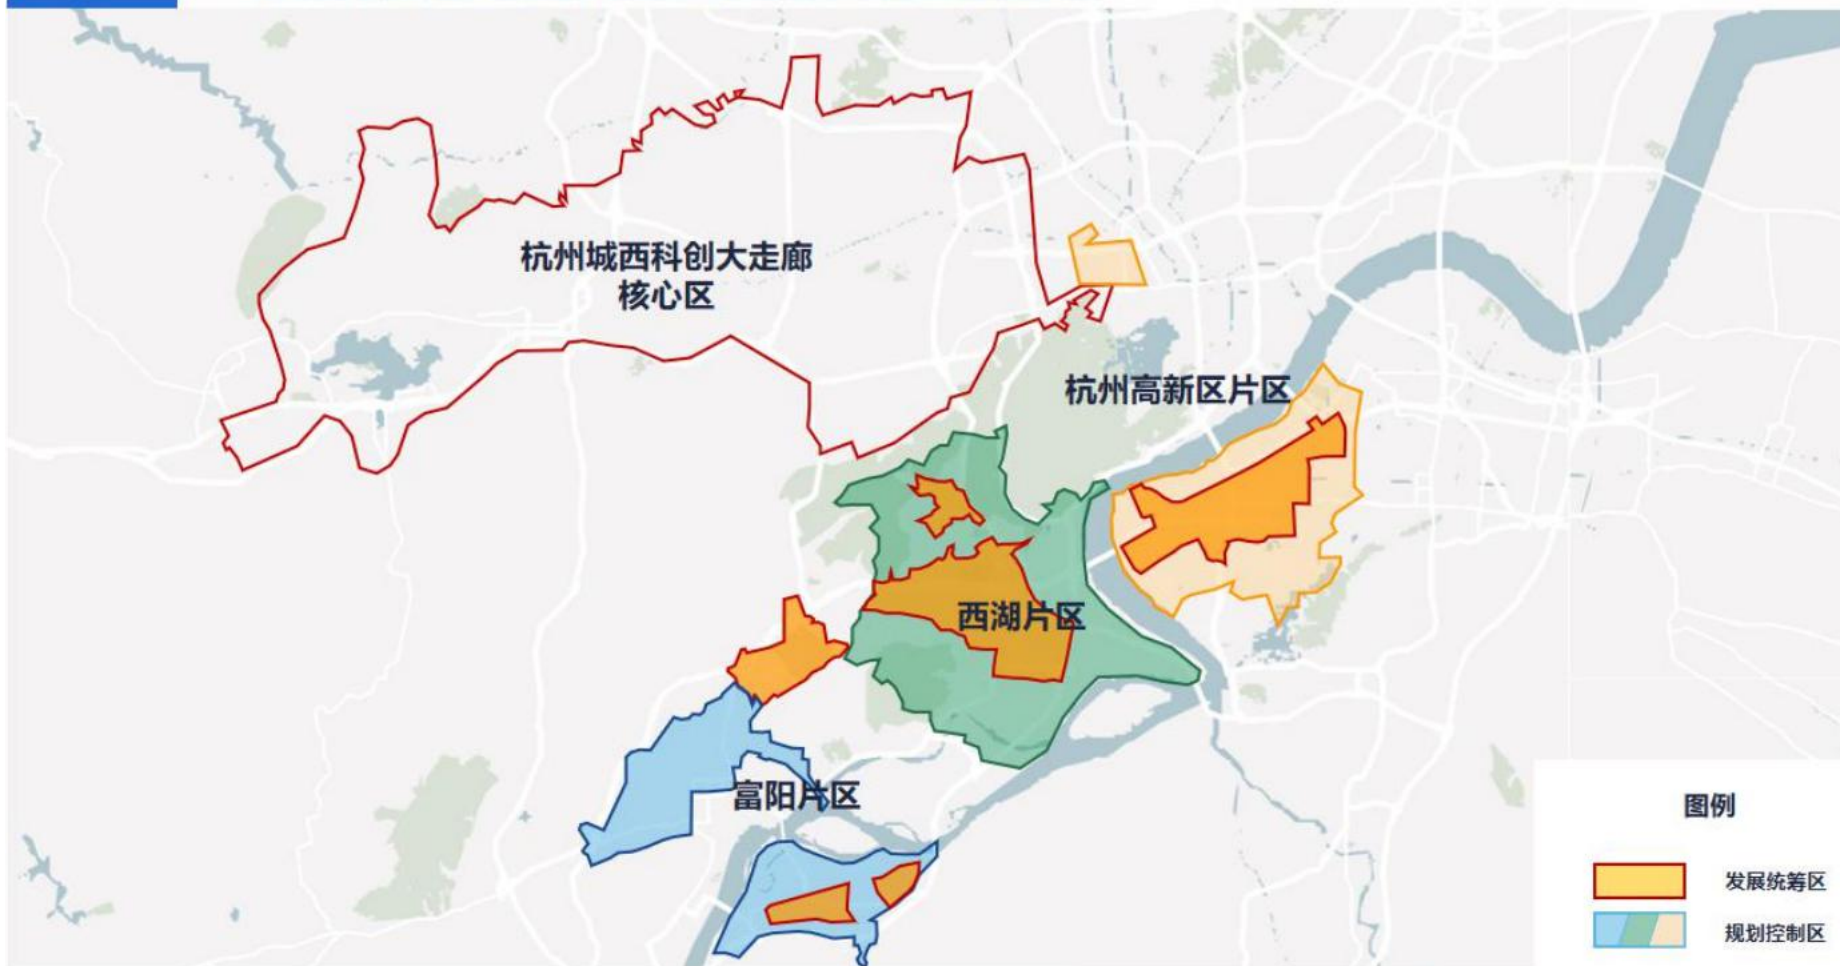 杭州城西科创大走廊
核心区
杭州高新区片区
西湖片区
富阳片区
图例
发展统筹区
规划控制区